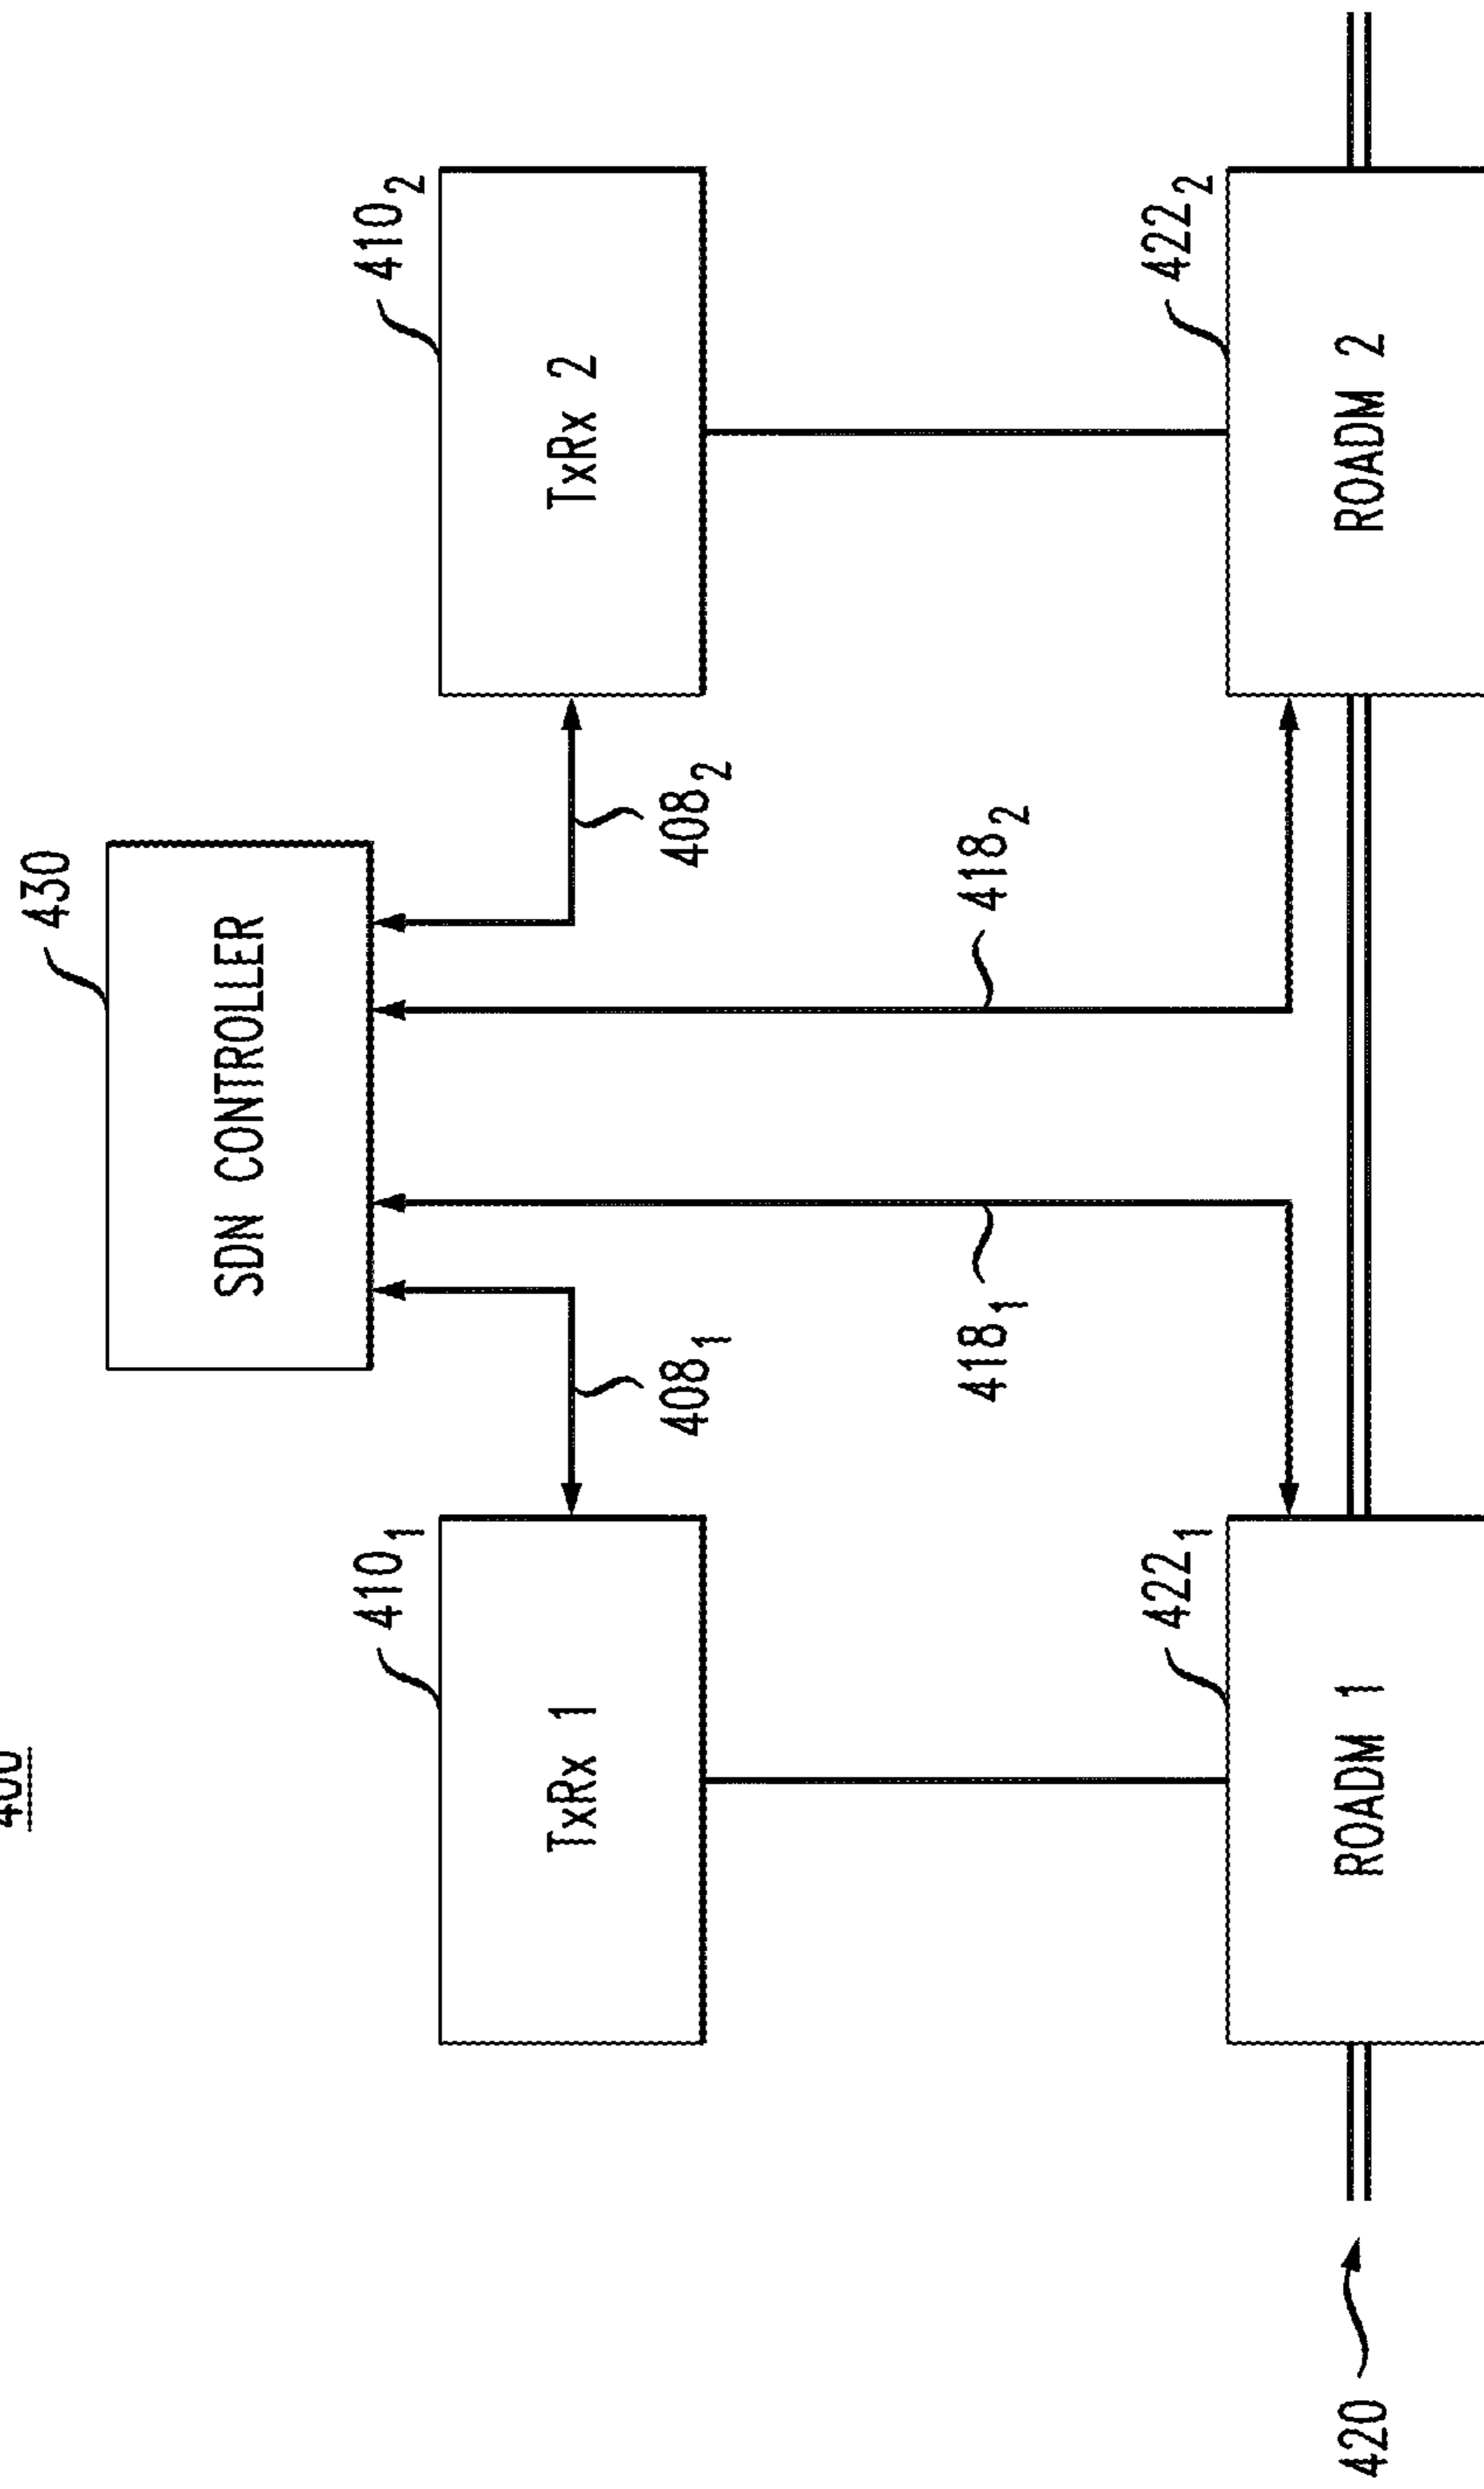 400
430
SDN CONTROLLER
410₁
TxRx 1
410₂
TxRx 2
408₁
408₂
418₁
418₂
422₁
ROADM 1
422₂
ROADM 2
420